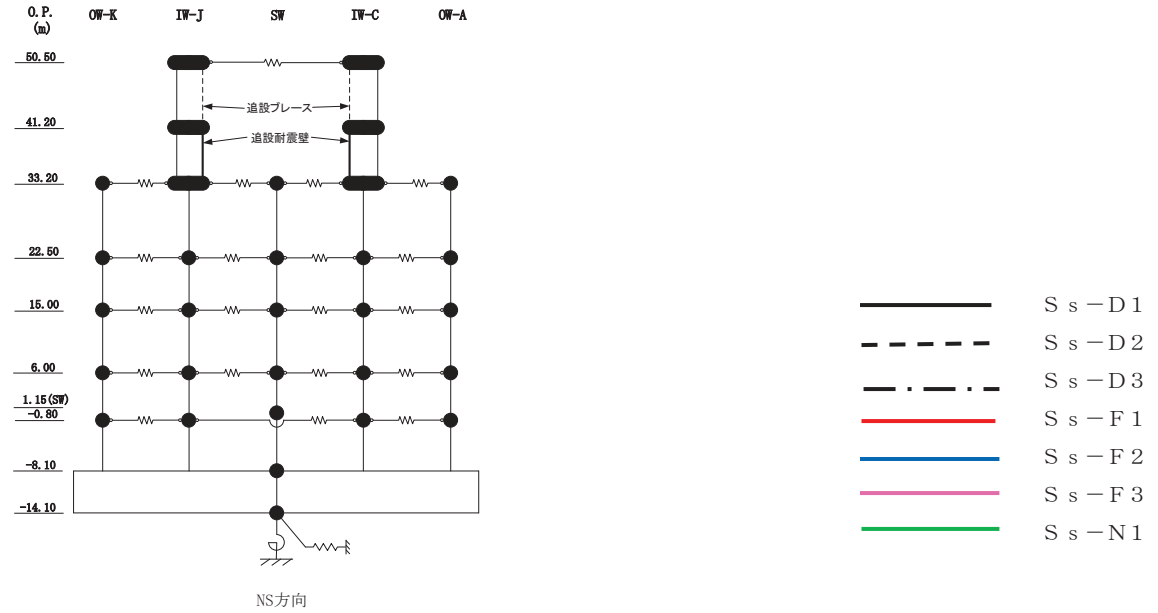 O.P.
(m)
OW-K IW-J SW IW-C OW-A
50.50
追設ブレース
41.20
追設耐震壁
33.20
22.50
15.00
6.00
1.15(SW)
-0.80
-8.10
-14.10
NS方向
Ｓｓ－Ｄ１
Ｓｓ－Ｄ２
Ｓｓ－Ｄ３
Ｓｓ－Ｆ１
Ｓｓ－Ｆ２
Ｓｓ－Ｆ３
Ｓｓ－Ｎ１